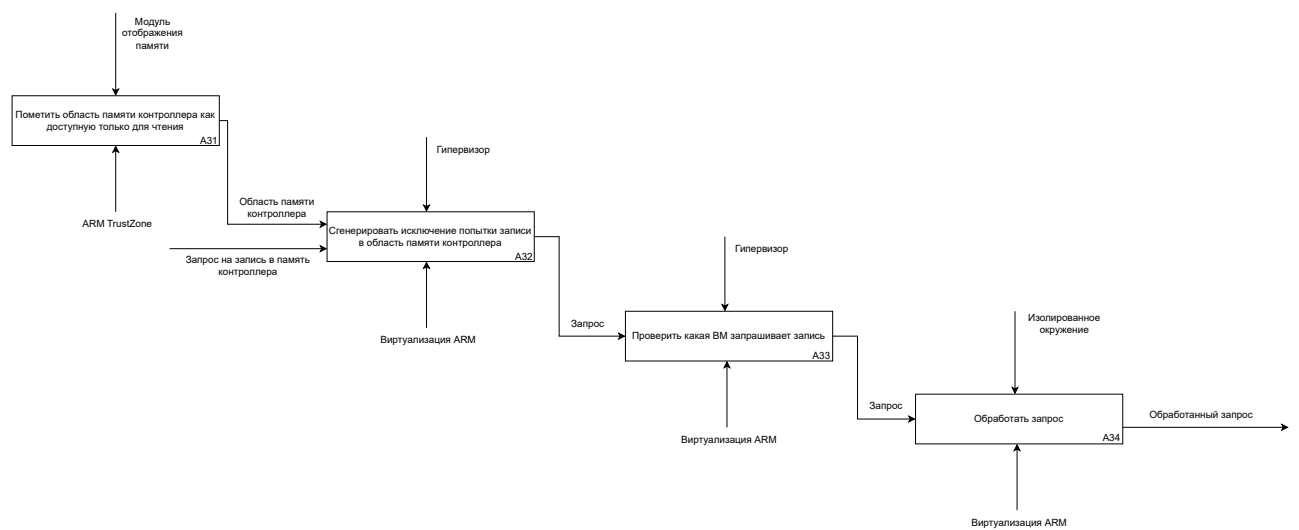 Модуль
отображения
памяти
Пометить область памяти контроллера как
доступную только для чтения
A31
ARM TrustZone
Гипервизор
Область памяти
контроллера
Сгенерировать исключение попытки записи
в область памяти контроллера
A32
Запрос на запись в память
контроллера
Виртуализация ARM
Гипервизор
Запрос
Проверить какая ВМ запрашивает запись
A33
Виртуализация ARM
Изолированное
окружение
Запрос
Обработать запрос
A34
Обработанный запрос
Виртуализация ARM